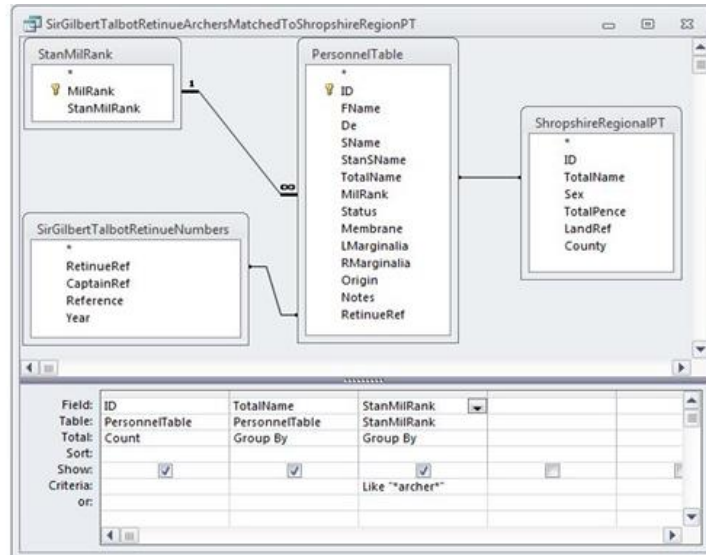 SirGilbertTalbotRetinueArchersMatchedToShropshireRegionPT
StanMilRank
*
MilRank
StanMilRank
1
∞
PersonnelTable
*
ID
FName
De
SName
StanSName
TotalName
MilRank
Status
Membrane
LMarginalia
RMarginalia
Origin
Notes
RetinueRef
ShropshireRegionalPT
*
ID
TotalName
Sex
TotalPence
LandRef
County
SirGilbertTalbotRetinueNumbers
*
RetinueRef
CaptainRef
Reference
Year
Field: ID TotalName StanMilRank
Table: PersonnelTable PersonnelTable StanMilRank
Total: Count Group By Group By
Sort:
Show:
Criteria: Like "*archer*"
or: